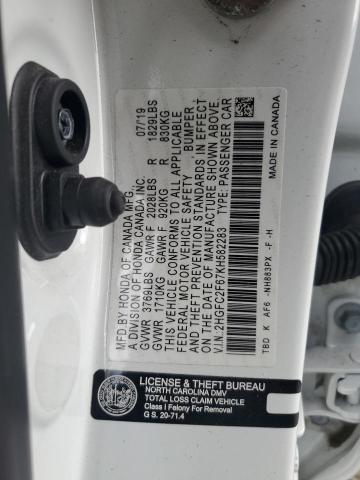 MFD BY HONDA OF CANADA MFG., 07/19
A DIVISION OF HONDA CANADA INC.
GVWR 3769LBS GAWR F 2028LBS R 1820LBS
GVWR 1710KG GAWR F 920KG R 830KG
THIS VEHICLE CONFORMS TO ALL APPLICABLE
FEDERAL MOTOR VEHICLE SAFETY, BUMPER,
AND THEFT PREVENTION STANDARDS IN EFFECT
ON THE DATE OF MANUFACTURE SHOWN ABOVE.
V.I.N.:2HGFC2F67KH562283 TYPE: PASSENGER CAR
TBD K AF6 -NH883PX -F -H
MADE IN CANADA
LICENSE & THEFT BUREAU
NORTH CAROLINA DMV
TOTAL LOSS CLAIM VEHICLE
Class I Felony For Removal
G S. 20-71.4